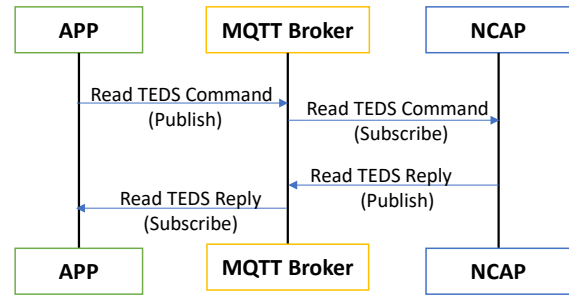 APP
MQTT Broker
NCAP
Read TEDS Command
(Publish)
Read TEDS Command
(Subscribe)
Read TEDS Reply
(Publish)
Read TEDS Reply
(Subscribe)
APP
MQTT Broker
NCAP